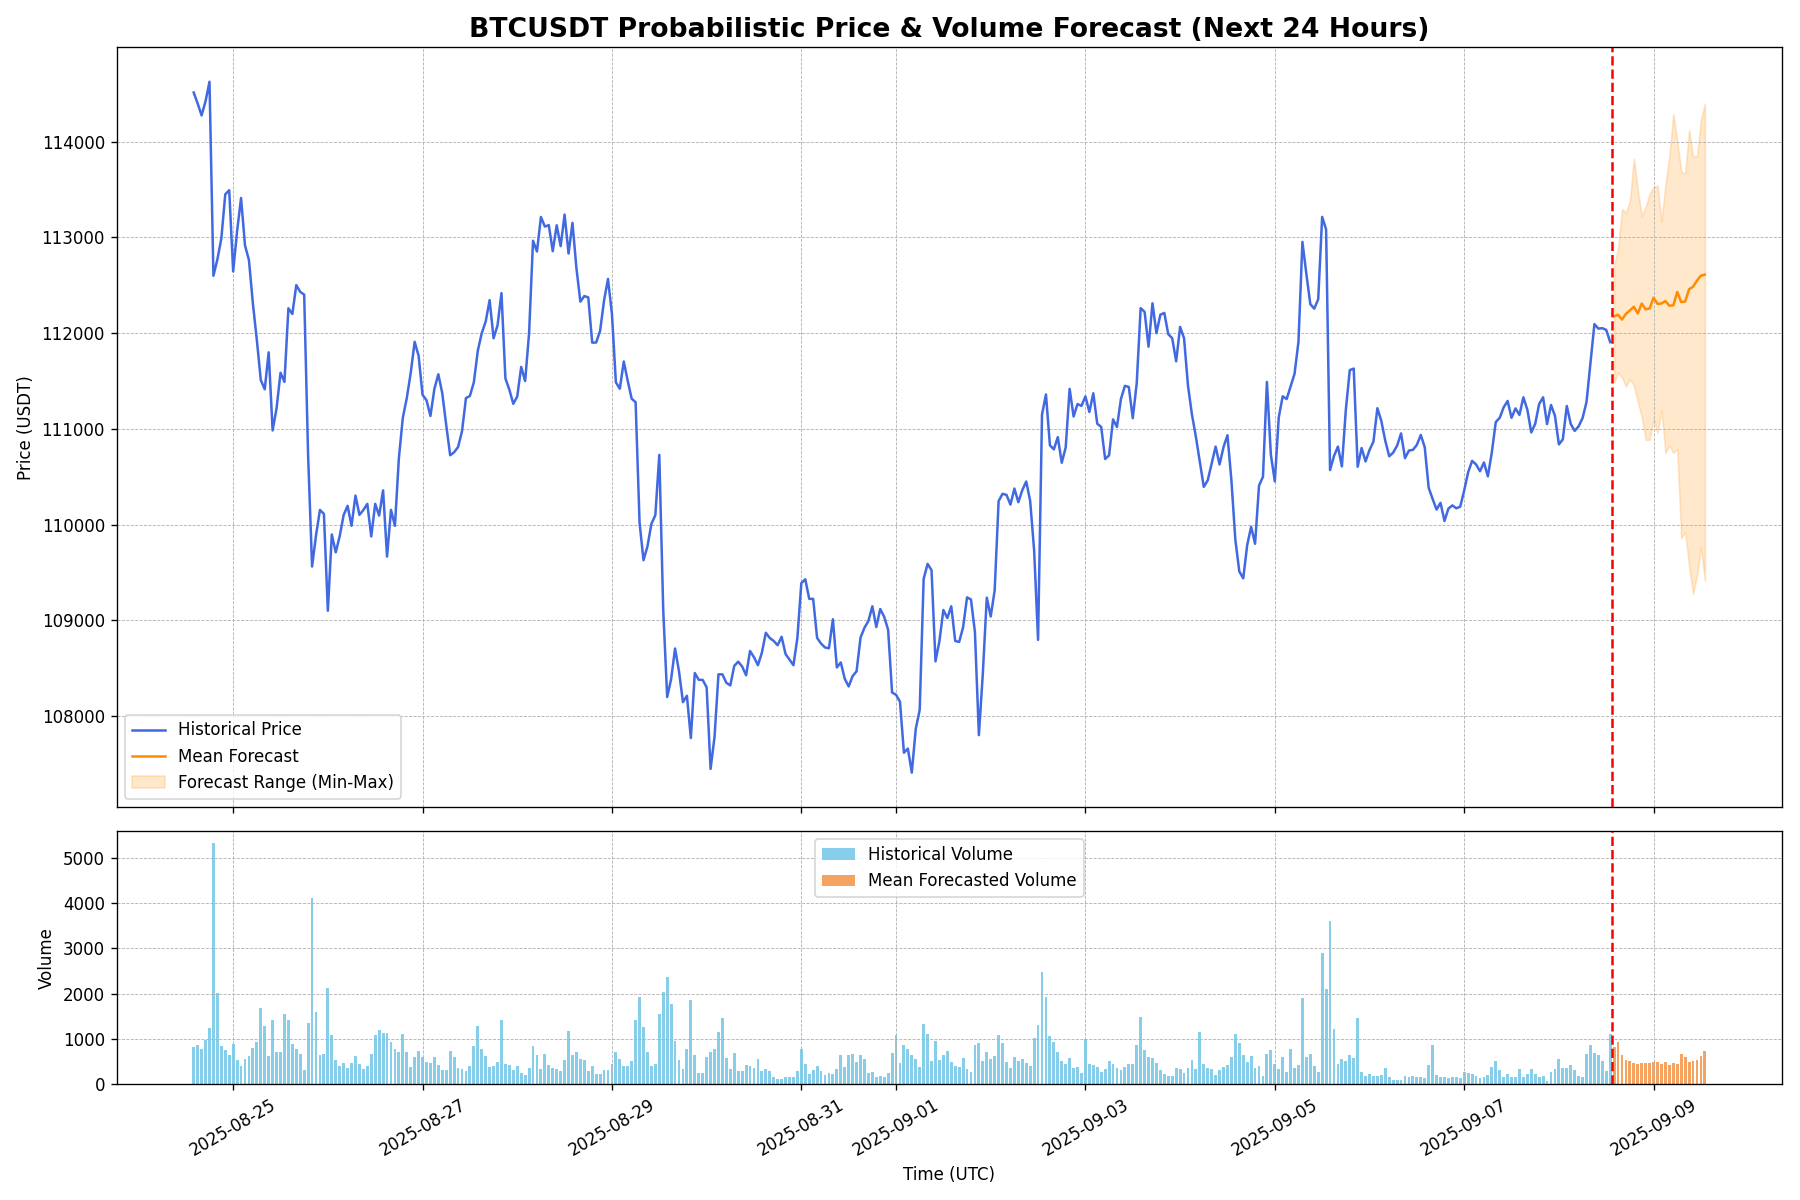 BTCUSDT Probabilistic Price & Volume Forecast (Next 24 Hours)
Price (USDT)
114000
113000
112000
111000
110000
109000
108000
Historical Price
Mean Forecast
Forecast Range (Min-Max)
Volume
5000
4000
3000
2000
1000
0
Historical Volume
Mean Forecasted Volume
2025-08-25
2025-08-27
2025-08-29
2025-08-31
2025-09-01
2025-09-03
2025-09-05
2025-09-07
2025-09-09
Time (UTC)